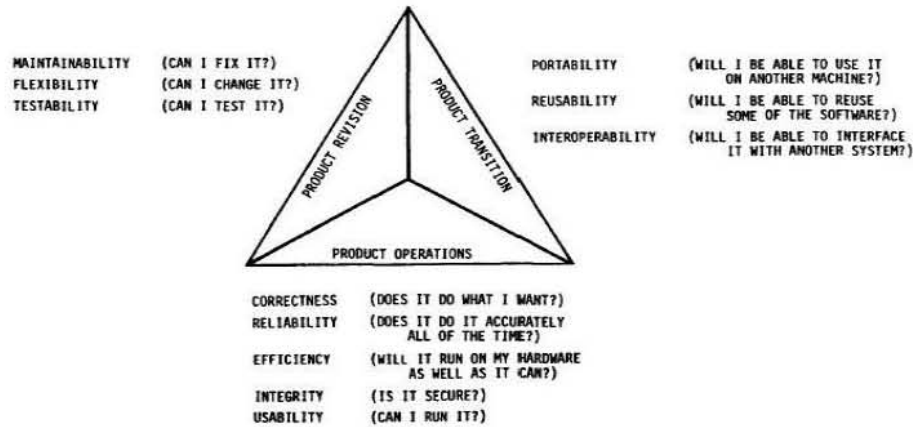 MAINTAINABILITY (CAN I FIX IT?)
FLEXIBILITY (CAN I CHANGE IT?)
TESTABILITY (CAN I TEST IT?)
PORTABILITY (WILL I BE ABLE TO USE IT
ON ANOTHER MACHINE?)
REUSABILITY (WILL I BE ABLE TO REUSE
SOME OF THE SOFTWARE?)
INTEROPERABILITY (WILL I BE ABLE TO INTERFACE
IT WITH ANOTHER SYSTEM?)
PRODUCT REVISION
PRODUCT TRANSITION
PRODUCT OPERATIONS
CORRECTNESS (DOES IT DO WHAT I WANT?)
RELIABILITY (DOES IT DO IT ACCURATELY
ALL OF THE TIME?)
EFFICIENCY (WILL IT RUN ON MY HARDWARE
AS WELL AS IT CAN?)
INTEGRITY (IS IT SECURE?)
USABILITY (CAN I RUN IT?)